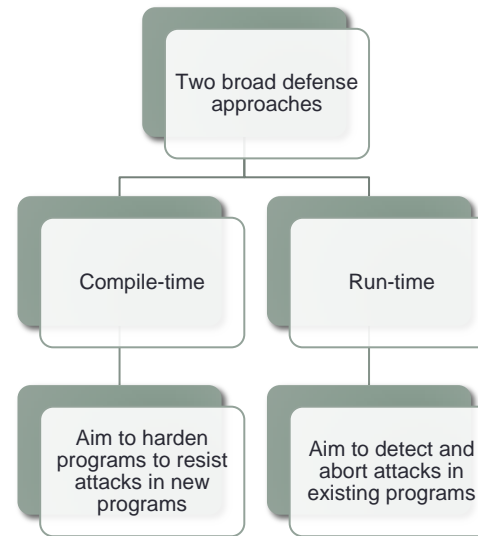 Two broad defense
approaches
Compile-time
Run-time
Aim to harden
programs to resist
attacks in new
programs
Aim to detect and
abort attacks in
existing programs